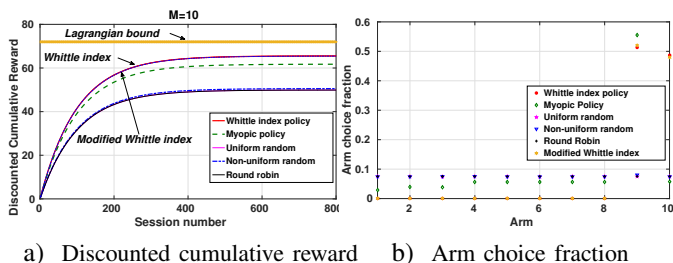 M=10
Discounted Cumulative Reward
80
60
40
20
0
Lagrangian bound
Whittle index
Modified Whittle index
Whittle index policy
Myopic policy
Uniform random
Non-uniform random
Round robin
0 200 400 600 800
Session number
Arm choice fraction
0.6
0.5
0.4
0.3
0.2
0.1
0
Whittle index policy
Myopic Policy
Uniform random
Non-uniform random
Round Robin
Modified Whittle index
2 4 6 8 10
Arm
a) Discounted cumulative reward
b) Arm choice fraction